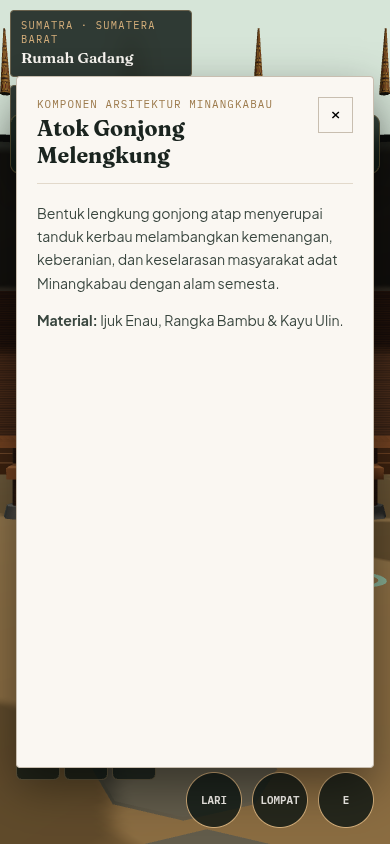 SUMATRA · SUMATERA
BARAT
Rumah Gadang
KOMPONEN ARSITEKTUR MINANGKABAU
Atok Gonjong
Melengkung
×
Bentuk lengkung gonjong atap menyerupai
tanduk kerbau melambangkan kemenangan,
keberanian, dan keselarasan masyarakat adat
Minangkabau dengan alam semesta.
Material: Ijuk Enau, Rangka Bambu & Kayu Ulin.
LARI
LOMPAT
E